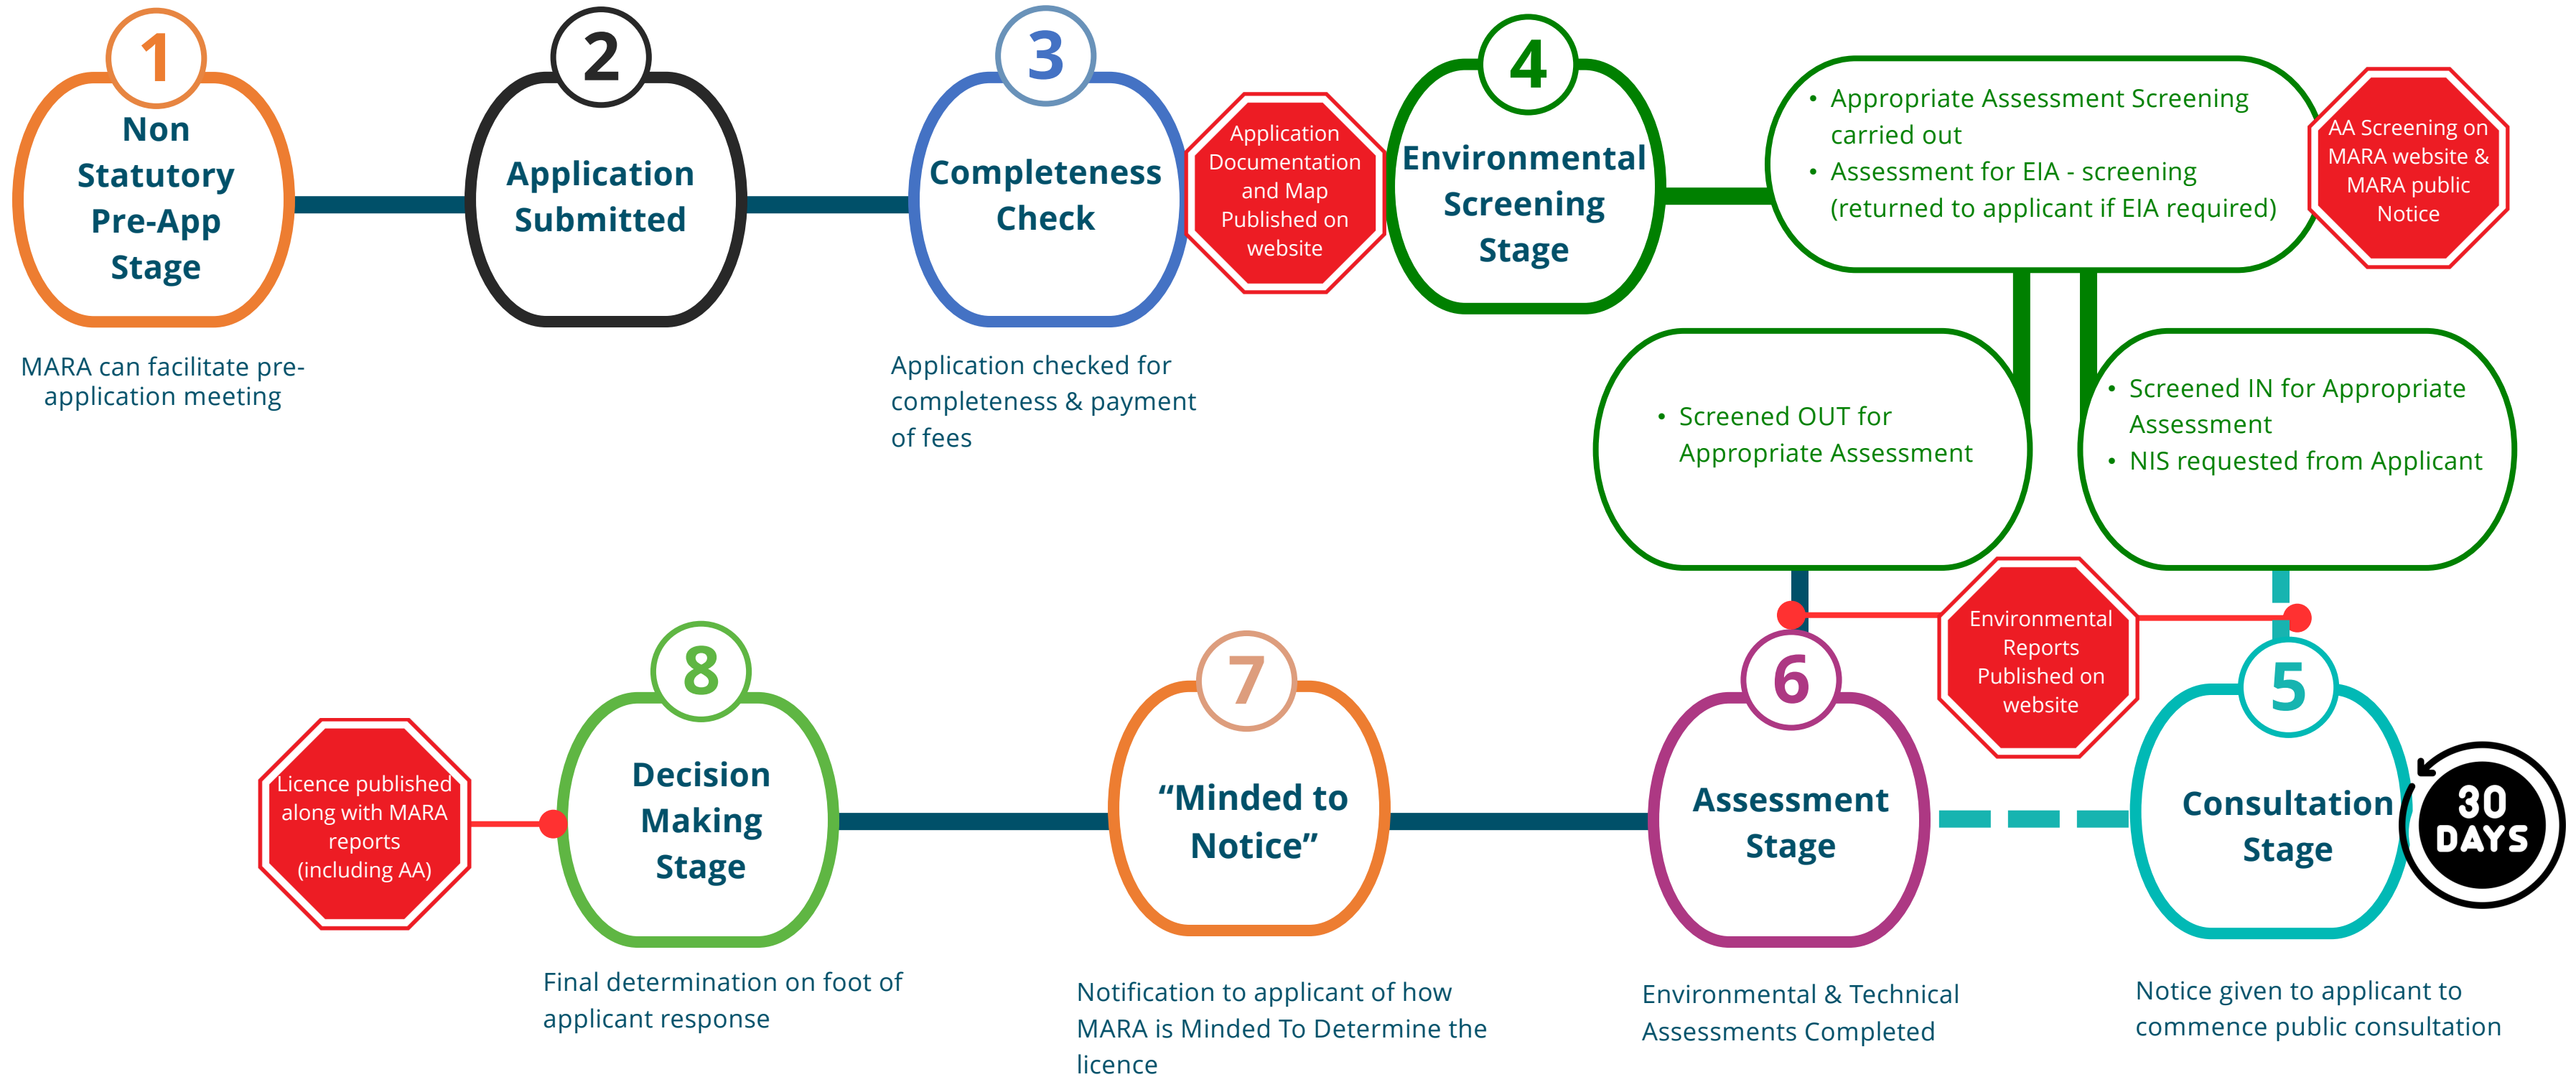 1
Non
Statutory
Pre-App
Stage
MARA can facilitate pre-
application meeting
2
Application
Submitted
3
Completeness
Check
Application checked for
completeness & payment
of fees
Application
Documentation
and Map
Published on
website
4
Environmental
Screening
Stage
• Appropriate Assessment Screening
carried out
• Assessment for EIA - screening
(returned to applicant if EIA required)
AA Screening on
MARA website &
MARA public
Notice
• Screened OUT for
Appropriate Assessment
• Screened IN for Appropriate
Assessment
• NIS requested from Applicant
Environmental
Reports
Published on
website
5
Consultation
Stage
30
DAYS
Notice given to applicant to
commence public consultation
6
Assessment
Stage
Environmental & Technical
Assessments Completed
7
“Minded to
Notice”
Notification to applicant of how
MARA is Minded To Determine the
licence
8
Decision
Making
Stage
Final determination on foot of
applicant response
Licence published
along with MARA
reports
(including AA)